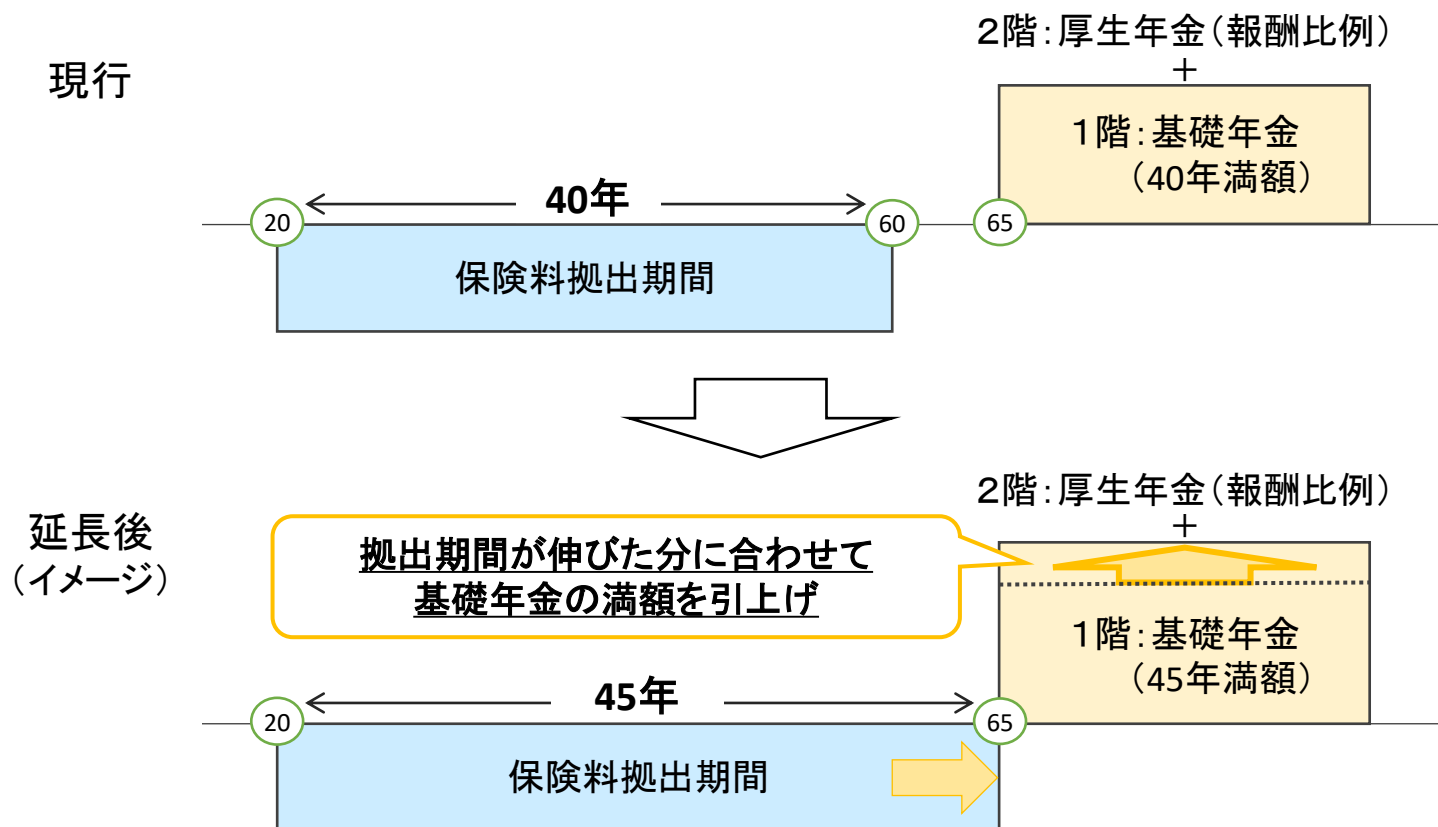 現行
2階:厚生年金(報酬比例)
+
1階:基礎年金
(40年満額)
40年
20
60
65
保険料拠出期間
延長後
(イメージ)
2階:厚生年金(報酬比例)
+
拠出期間が伸びた分に合わせて
基礎年金の満額を引上げ
1階:基礎年金
(45年満額)
45年
20
65
保険料拠出期間